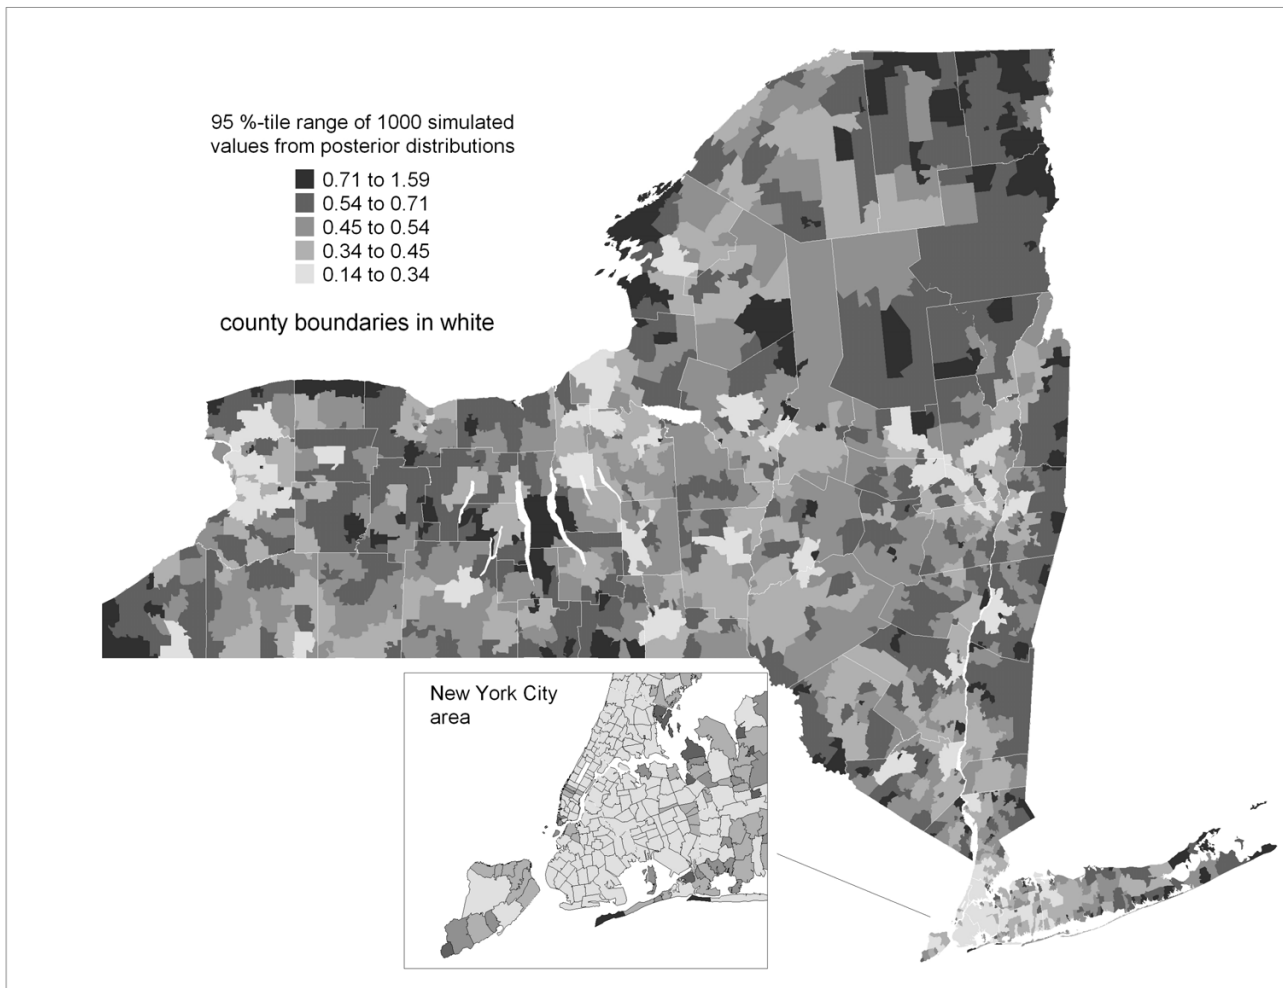 95 %-tile range of 1000 simulated
values from posterior distributions
0.71 to 1.59
0.54 to 0.71
0.45 to 0.54
0.34 to 0.45
0.14 to 0.34
county boundaries in white
New York City
area